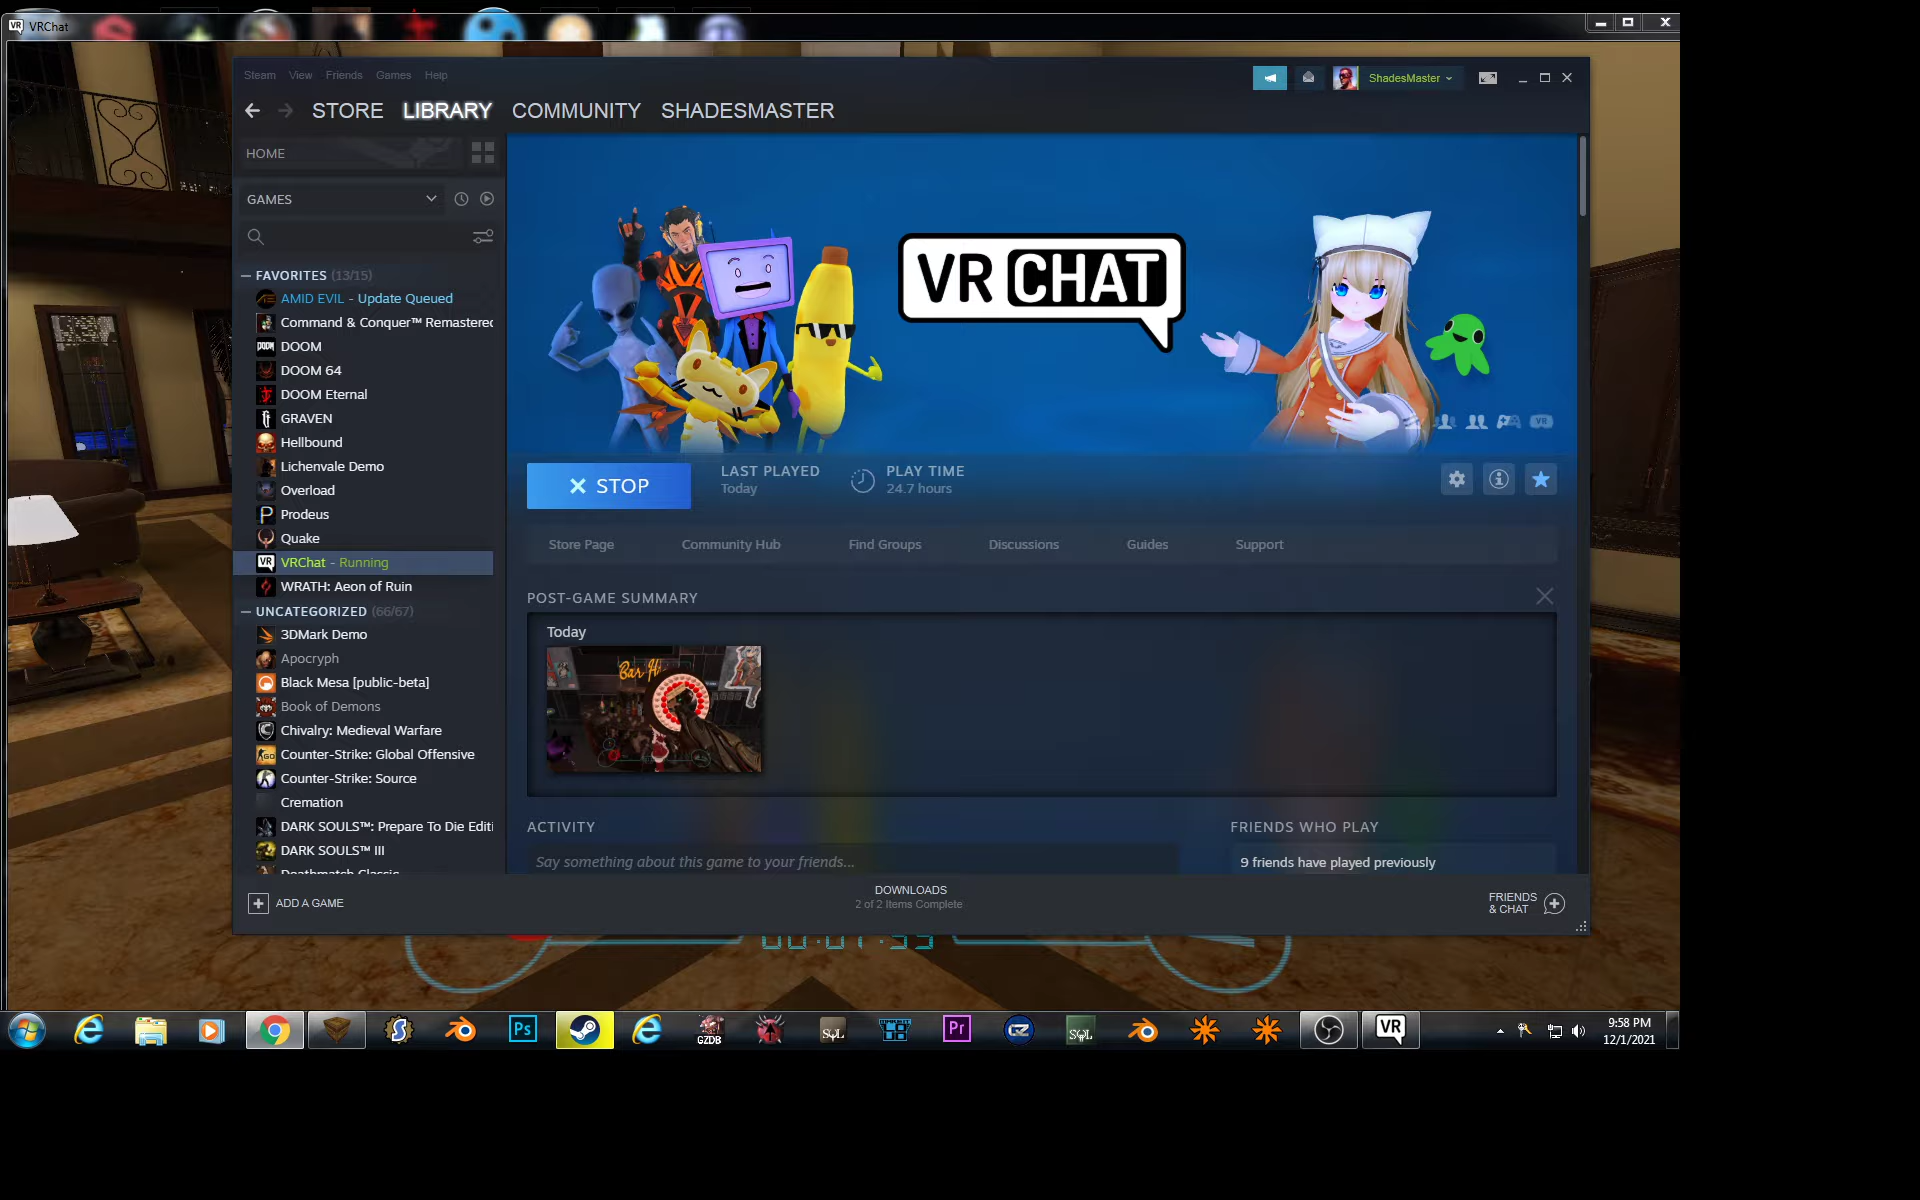 VRChat
Steam View Friends Games Help
ShadesMaster
STORE LIBRARY COMMUNITY SHADESMASTER
HOME
GAMES
FAVORITES (13/15)
AMID EVIL - Update Queued
Command & Conquer™ Remastered
DOOM
DOOM 64
DOOM Eternal
GRAVEN
Hellbound
Lichenvale Demo
Overload
Prodeus
Quake
VRChat - Running
WRATH: Aeon of Ruin
UNCATEGORIZED (66/67)
3DMark Demo
Apocryph
Black Mesa [public-beta]
Book of Demons
Chivalry: Medieval Warfare
Counter-Strike: Global Offensive
Counter-Strike: Source
Cremation
DARK SOULS™: Prepare To Die Editi
DARK SOULS™ III
Deathmatch Classic
VR CHAT
STOP
LAST PLAYED
Today
PLAY TIME
24.7 hours
Store Page Community Hub Find Groups Discussions Guides Support
POST-GAME SUMMARY
Today
Bar
ACTIVITY
Say something about this game to your friends...
FRIENDS WHO PLAY
9 friends have played previously
ADD A GAME
DOWNLOADS
2 of 2 Items Complete
FRIENDS
& CHAT
Ps
GZDB
Pr
VR
9:58 PM
12/1/2021